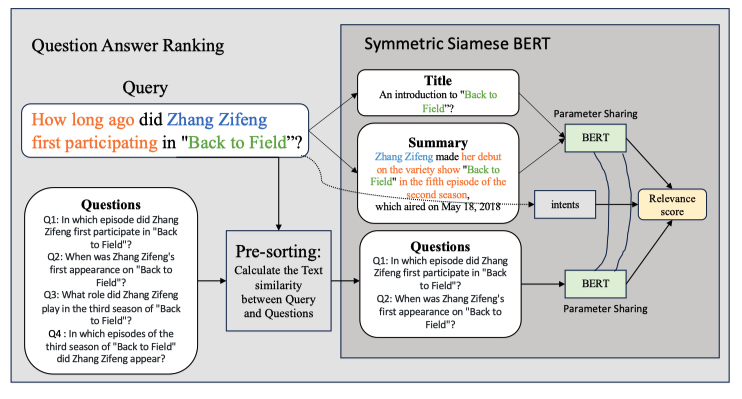 Question Answer Ranking
Query
How long ago did Zhang Zifeng
first participating in "Back to Field”?
Questions
Q1: In which episode did Zhang
Zifeng first participate in "Back
to Field"?
Q2: When was Zhang Zifeng's
first appearance on "Back to
Field"?
Q3: What role did Zhang Zifeng
play in the third season of "Back
to Field"?
Q4 : In which episodes of the
third season of "Back to Field"
did Zhang Zifeng appear?
Pre-sorting:
Calculate the Text
similarity
between Query
and Questions
Symmetric Siamese BERT
Title
An introduction to "Back to
Field"?
Summary
Zhang Zifeng made her debut
on the variety show "Back to
Field" in the fifth episode of the
second season,
which aired on May 18, 2018
Questions
Q1: In which episode did Zhang
Zifeng first participate in "Back
to Field"?
Q2: When was Zhang Zifeng's
first appearance on "Back to
Field"?
Parameter Sharing
BERT
intents
Relevance
score
BERT
Parameter Sharing